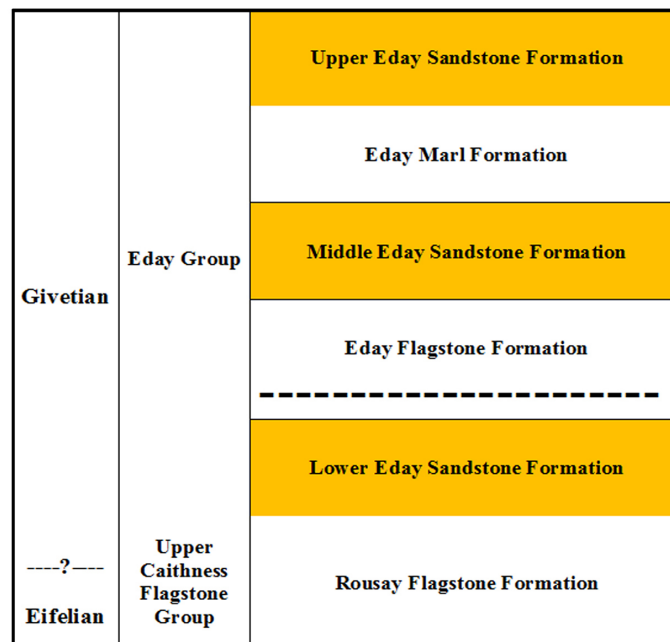 Upper Eday Sandstone Formation
Eday Marl Formation
Middle Eday Sandstone Formation
Eday Group
Givetian
Eday Flagstone Formation
Lower Eday Sandstone Formation
Upper
Caithness
Flagstone
Group
----?----
Rousay Flagstone Formation
Eifelian